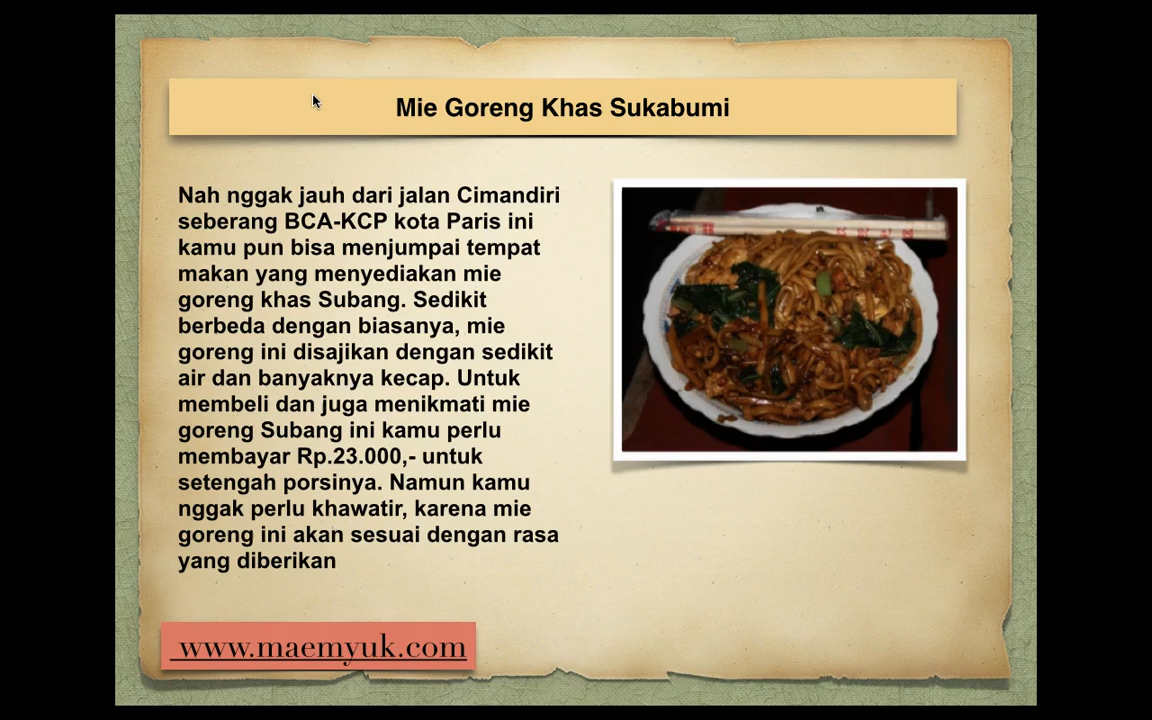 Mie Goreng Khas Sukabumi
Nah nggak jauh dari jalan Cimandiri
seberang BCA-KCP kota Paris ini
kamu pun bisa menjumpai tempat
makan yang menyediakan mie
goreng khas Subang. Sedikit
berbeda dengan biasanya, mie
goreng ini disajikan dengan sedikit
air dan banyaknya kecap. Untuk
membeli dan juga menikmati mie
goreng Subang ini kamu perlu
membayar Rp.23.000,- untuk
setengah porsinya. Namun kamu
nggak perlu khawatir, karena mie
goreng ini akan sesuai dengan rasa
yang diberikan
www.maemyuk.com